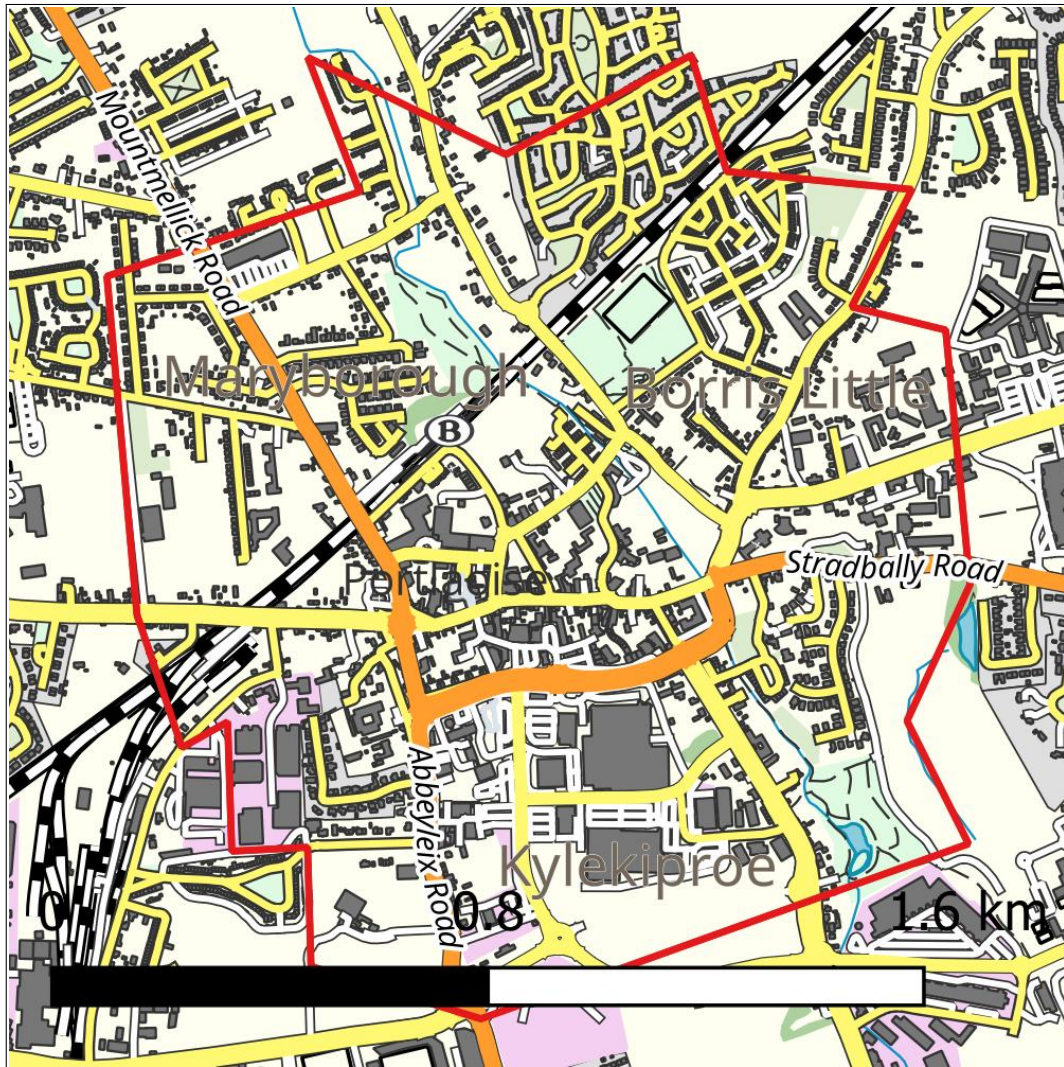 Mountmellick Road
Maryborough
Borris Little
B
Portlaoise
Stradbally Road
Abbeyleix Road
Kylekiproe
0
0.8
1.6 km